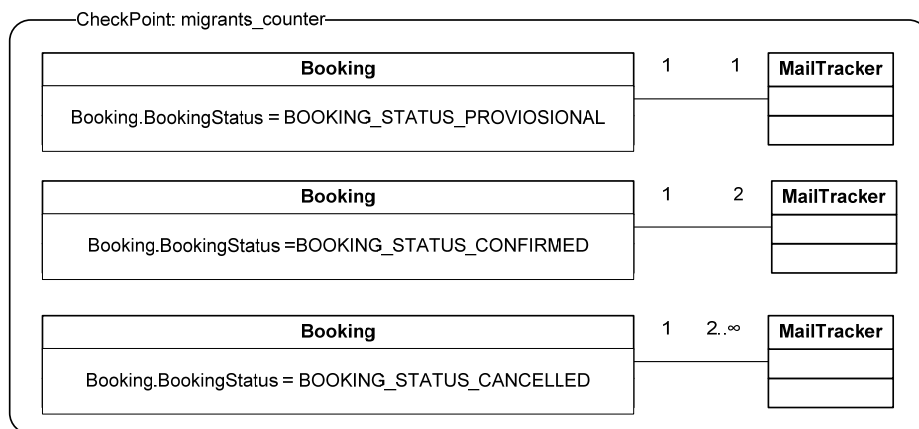 CheckPoint: migrants_counter
Booking 1 1 MailTracker
Booking.BookingStatus = BOOKING_STATUS_PROVIOSIONAL
Booking 1 2 MailTracker
Booking.BookingStatus =BOOKING_STATUS_CONFIRMED
Booking 1 2..∞ MailTracker
Booking.BookingStatus = BOOKING_STATUS_CANCELLED